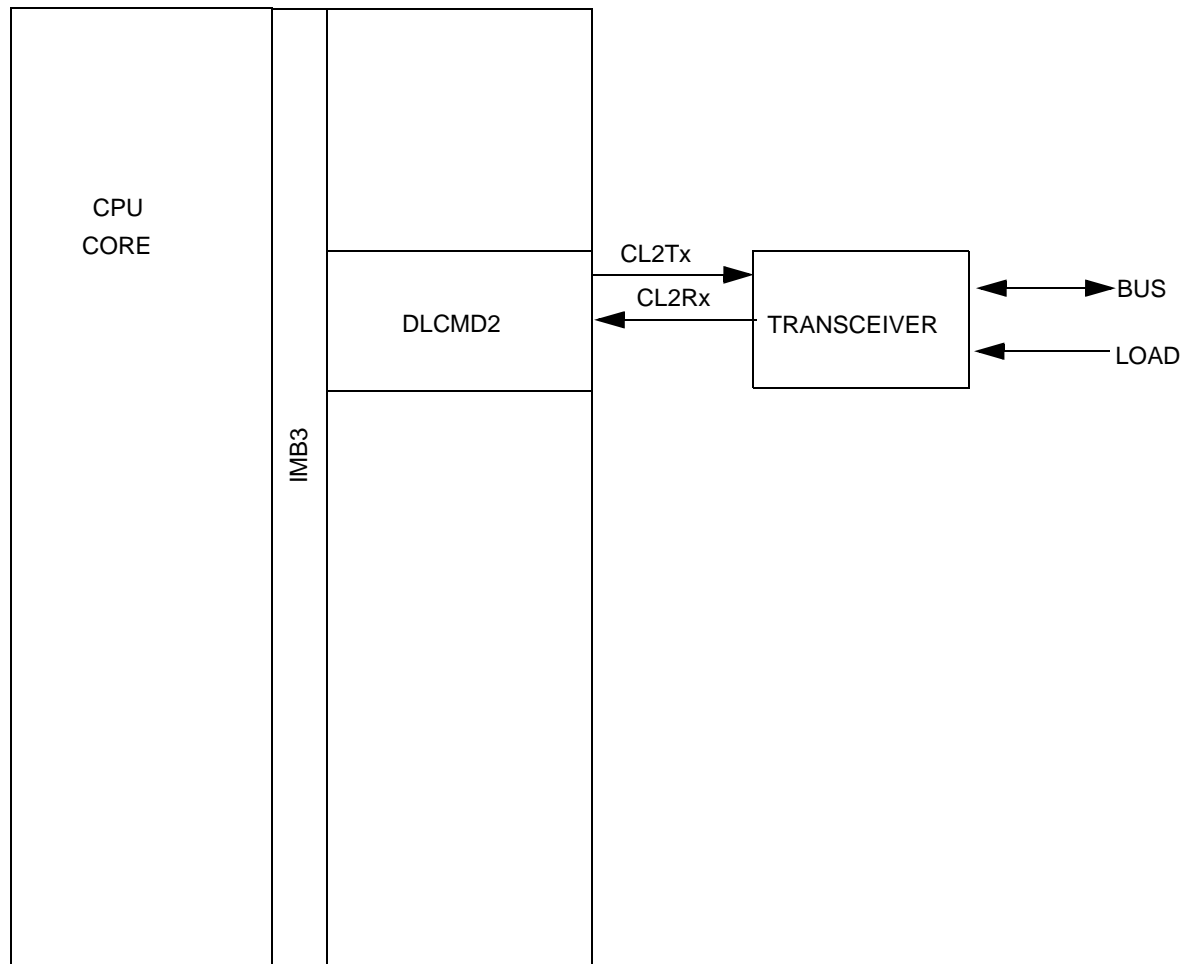 CPU
CORE
CL2Tx
CL2Rx
DLCMD2
TRANSCEIVER
BUS
LOAD
IMB3